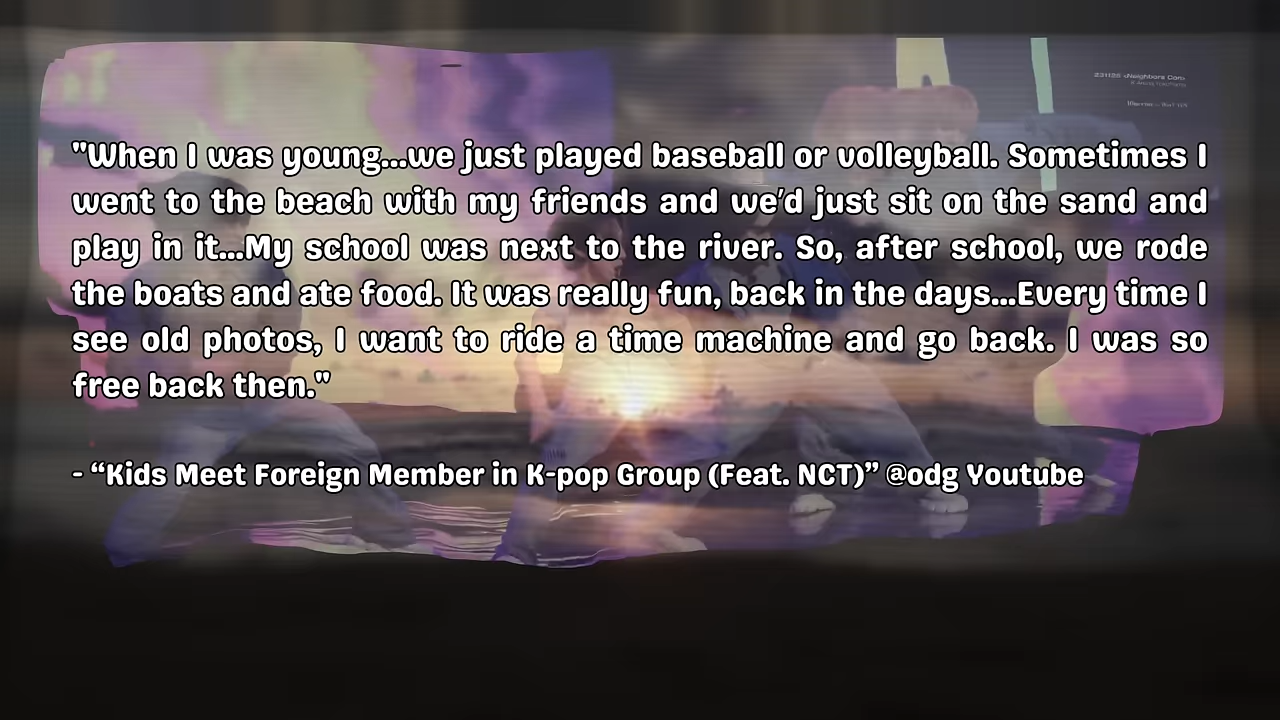 231126 <Neighbors Con>
"When I was young...we just played baseball or volleyball. Sometimes I
went to the beach with my friends and we'd just sit on the sand and
play in it...My school was next to the river. So, after school, we rode
the boats and ate food. It was really fun, back in the days...Every time I
see old photos, I want to ride a time machine and go back. I was so
free back then."
- “Kids Meet Foreign Member in K-pop Group (Feat. NCT)” @odg Youtube